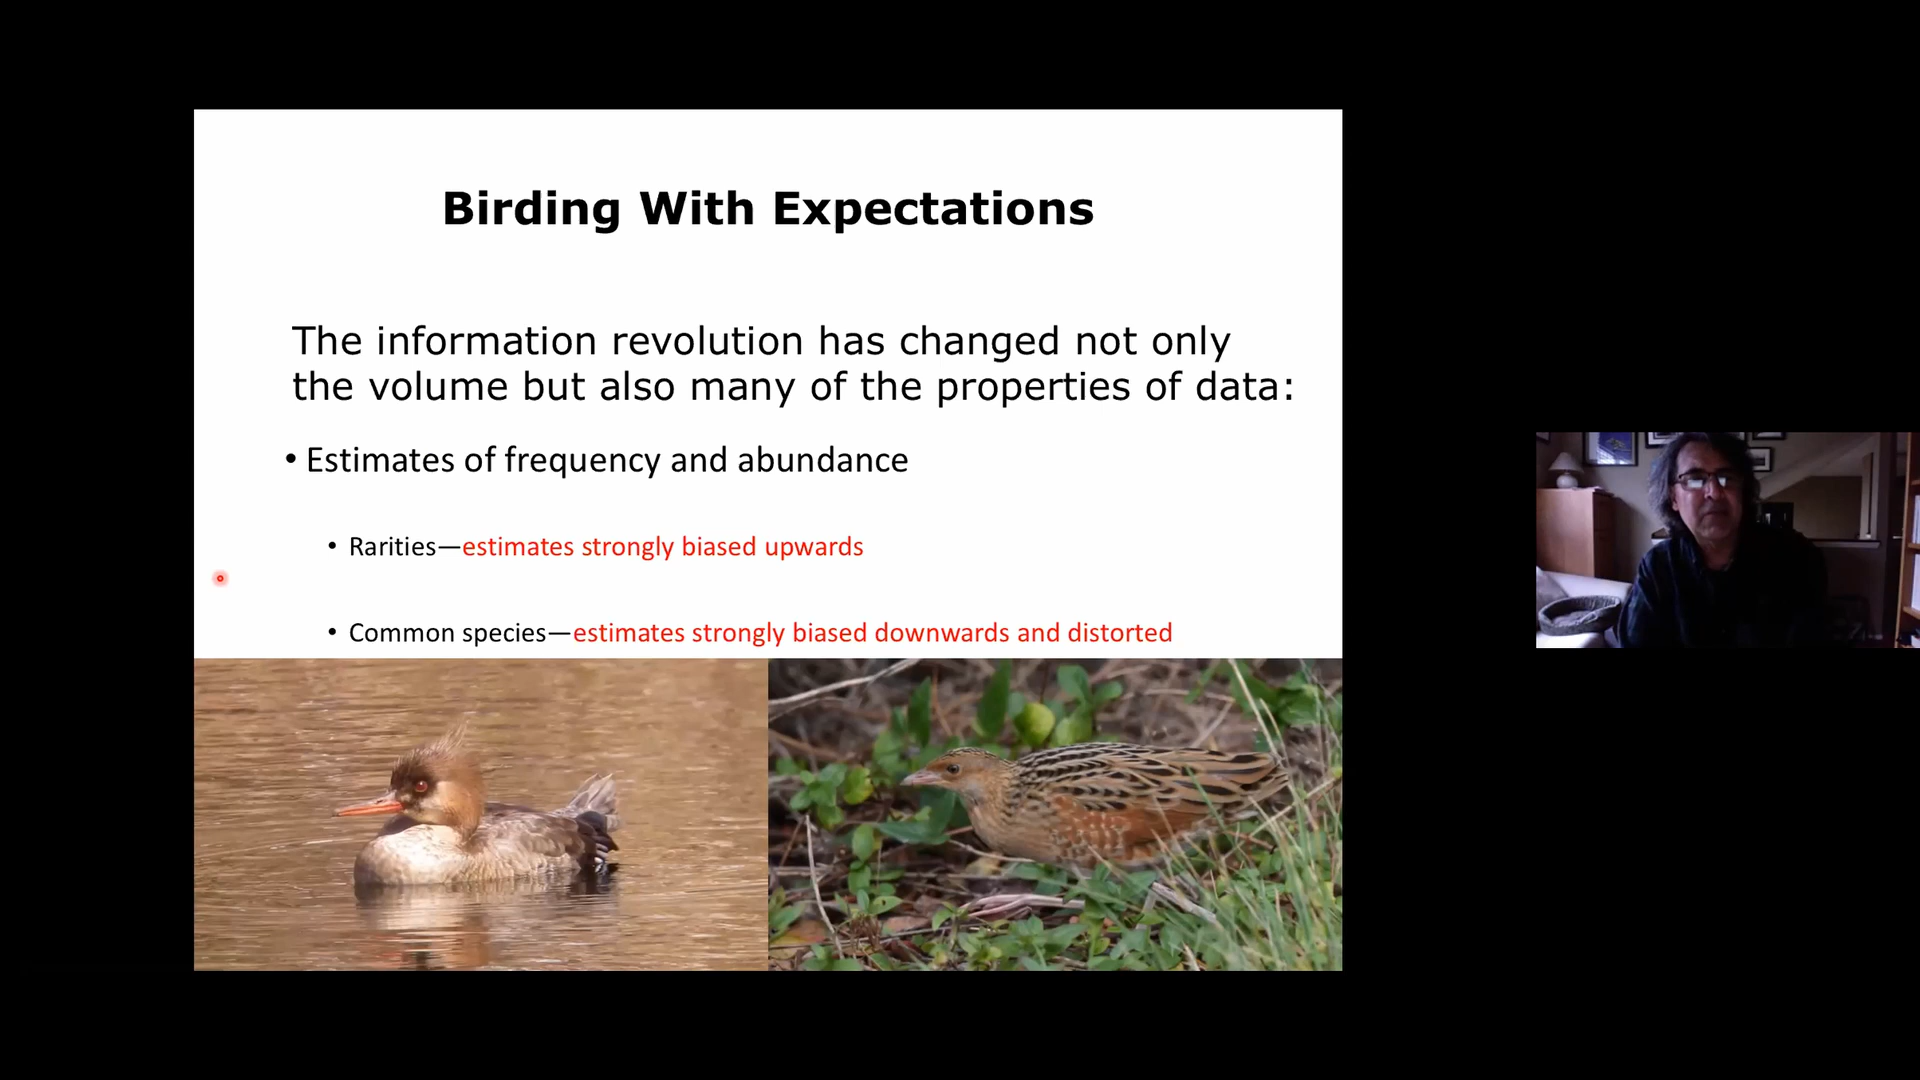 Birding With Expectations
The information revolution has changed not only
the volume but also many of the properties of data:
• Estimates of frequency and abundance
• Rarities—estimates strongly biased upwards
• Common species—estimates strongly biased downwards and distorted